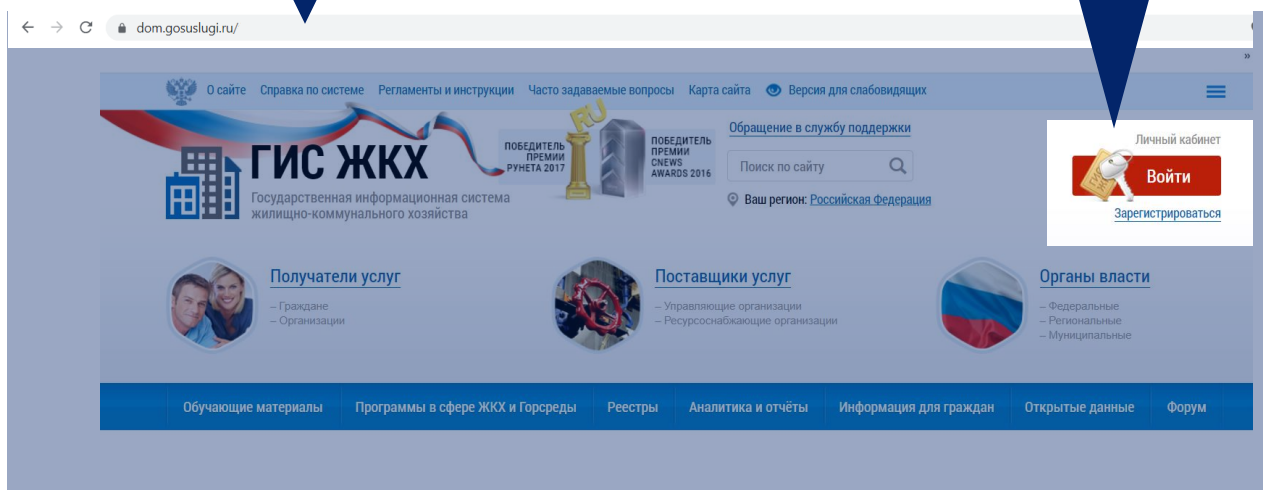 dom.gosuslugi.ru/
»
О сайте Справка по системе Регламенты и инструкции Часто задаваемые вопросы Карта сайта Версия для слабовидящих
ГИС ЖКХ
Государственная информационная система
жилищно-коммунального хозяйства
ПОБЕДИТЕЛЬ
ПРЕМИИ
РУНЕТА 2017
RU
ПОБЕДИТЕЛЬ
ПРЕМИИ
CNEWS
AWARDS 2016
Обращение в службу поддержки
Поиск по сайту
Ваш регион: Российская Федерация
Личный кабинет
Войти
Зарегистрироваться
Получатели услуг
– Граждане
– Организации
Поставщики услуг
– Управляющие организации
– Ресурсоснабжающие организации
Органы власти
– Федеральные
– Региональные
– Муниципальные
Обучающие материалы Программы в сфере ЖКХ и Горсреды Реестры Аналитика и отчёты Информация для граждан Открытые данные Форум